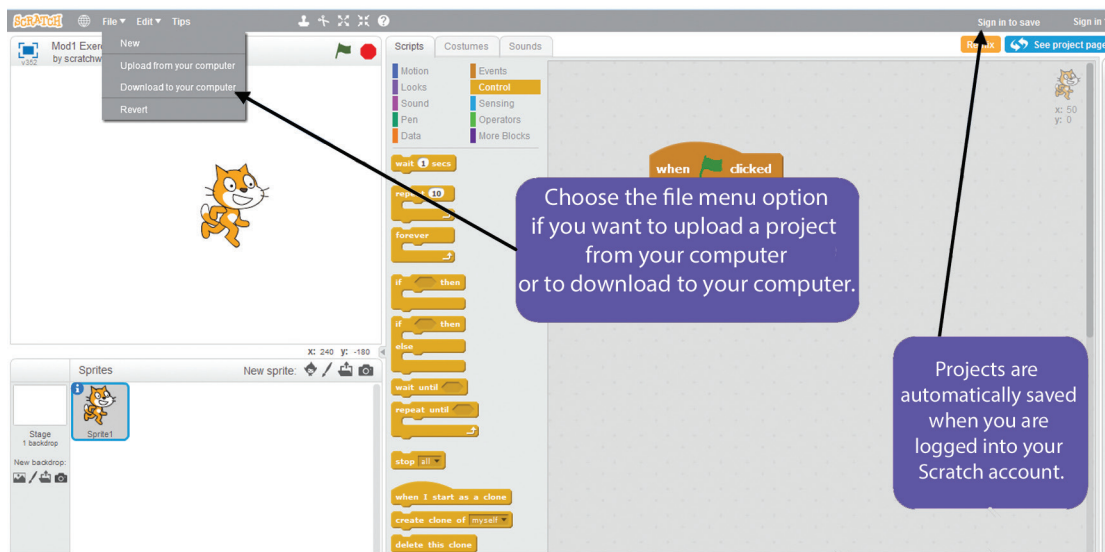 SCRATCH File Edit Tips Sign in to save Sign in
Mod1 Exer
by scratchw
v352
New
Upload from your computer
Download to your computer
Revert
See project page
Scripts Costumes Sounds
Motion Events
Looks Control
Sound Sensing
Pen Operators
Data More Blocks
x: 50
y: 0
wait 1 secs
repeat 10
forever
if then
if then
else
wait until
repeat until
stop all
when I start as a clone
create clone of myself
delete this clone
when clicked
Choose the file menu option
if you want to upload a project
from your computer
or to download to your computer.
Projects are
automatically saved
when you are
logged into your
Scratch account.
X: 240 y: -180
Sprites New sprite:
Stage
1 backdrop
Sprite1
New backdrop: